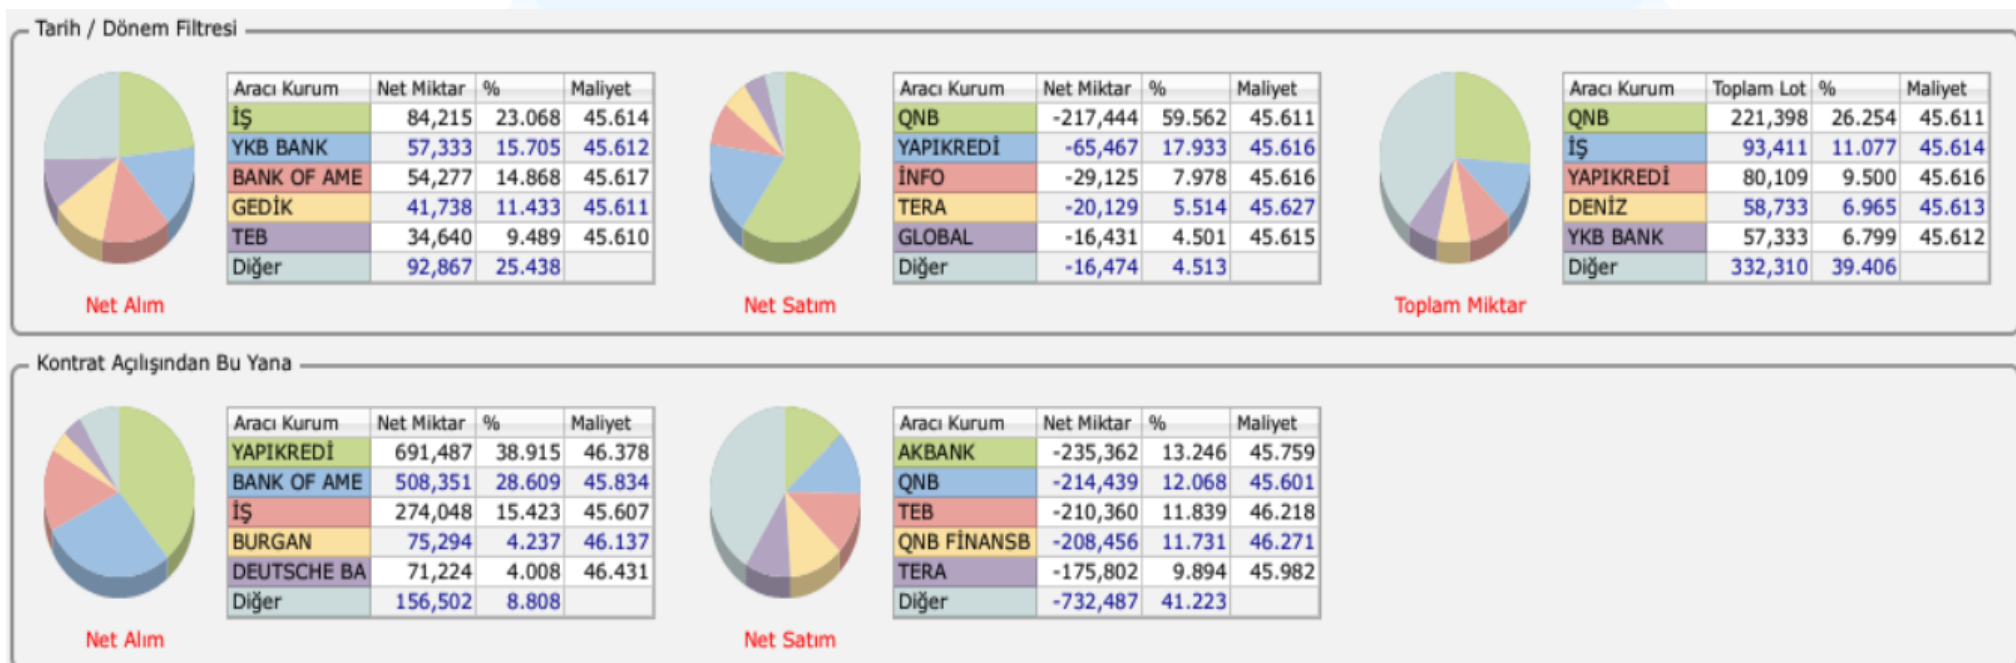 Tarih / Dönem Filtresi
Aracı Kurum Net Miktar % Maliyet
İŞ 84,215 23.068 45.614
YKB BANK 57,333 15.705 45.612
BANK OF AME 54,277 14.868 45.617
GEDİK 41,738 11.433 45.611
TEB 34,640 9.489 45.610
Diğer 92,867 25.438
Net Alım
Aracı Kurum Net Miktar % Maliyet
QNB -217,444 59.562 45.611
YAPIKREDİ -65,467 17.933 45.616
İNFO -29,125 7.978 45.616
TERA -20,129 5.514 45.627
GLOBAL -16,431 4.501 45.615
Diğer -16,474 4.513
Net Satım
Aracı Kurum Toplam Lot % Maliyet
QNB 221,398 26.254 45.611
İŞ 93,411 11.077 45.614
YAPIKREDİ 80,109 9.500 45.616
DENİZ 58,733 6.965 45.613
YKB BANK 57,333 6.799 45.612
Diğer 332,310 39.406
Toplam Miktar
Kontrat Açılışından Bu Yana
Aracı Kurum Net Miktar % Maliyet
YAPIKREDİ 691,487 38.915 46.378
BANK OF AME 508,351 28.609 45.834
İŞ 274,048 15.423 45.607
BURGAN 75,294 4.237 46.137
DEUTSCHE BA 71,224 4.008 46.431
Diğer 156,502 8.808
Net Alım
Aracı Kurum Net Miktar % Maliyet
AKBANK -235,362 13.246 45.759
QNB -214,439 12.068 45.601
TEB -210,360 11.839 46.218
QNB FİNANSB -208,456 11.731 46.271
TERA -175,802 9.894 45.982
Diğer -732,487 41.223
Net Satım